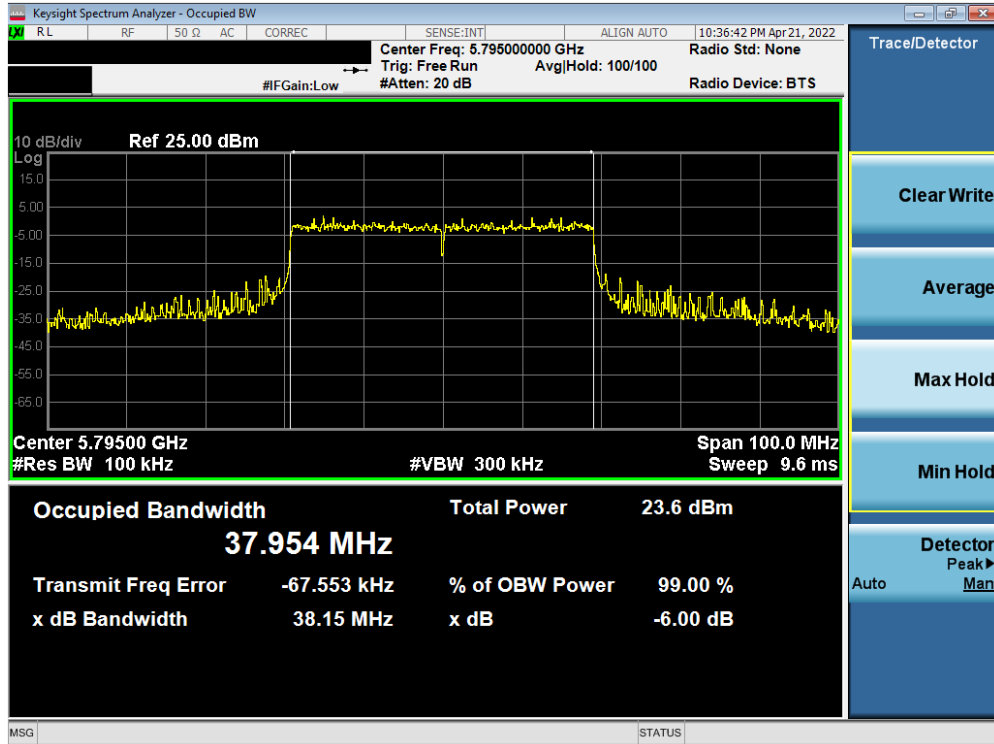 Keysight Spectrum Analyzer - Occupied BW
LXI RL RF 50 Ω AC CORREC SENSE:INT ALIGN AUTO 10:36:42 PM Apr 21, 2022
Center Freq: 5.795000000 GHz Radio Std: None
Trig: Free Run Avg|Hold: 100/100
#IFGain:Low #Atten: 20 dB Radio Device: BTS
10 dB/div Ref 25.00 dBm
Log
15.0
5.00
-5.00
-15.0
-25.0
-35.0
-45.0
-55.0
-65.0
Center 5.79500 GHz Span 100.0 MHz
#Res BW 100 kHz #VBW 300 kHz Sweep 9.6 ms
Occupied Bandwidth Total Power 23.6 dBm
37.954 MHz
Transmit Freq Error -67.553 kHz % of OBW Power 99.00 %
x dB Bandwidth 38.15 MHz x dB -6.00 dB
Trace/Detector
Clear Write
Average
Max Hold
Min Hold
Detector
Peak▶
Auto Man
MSG STATUS